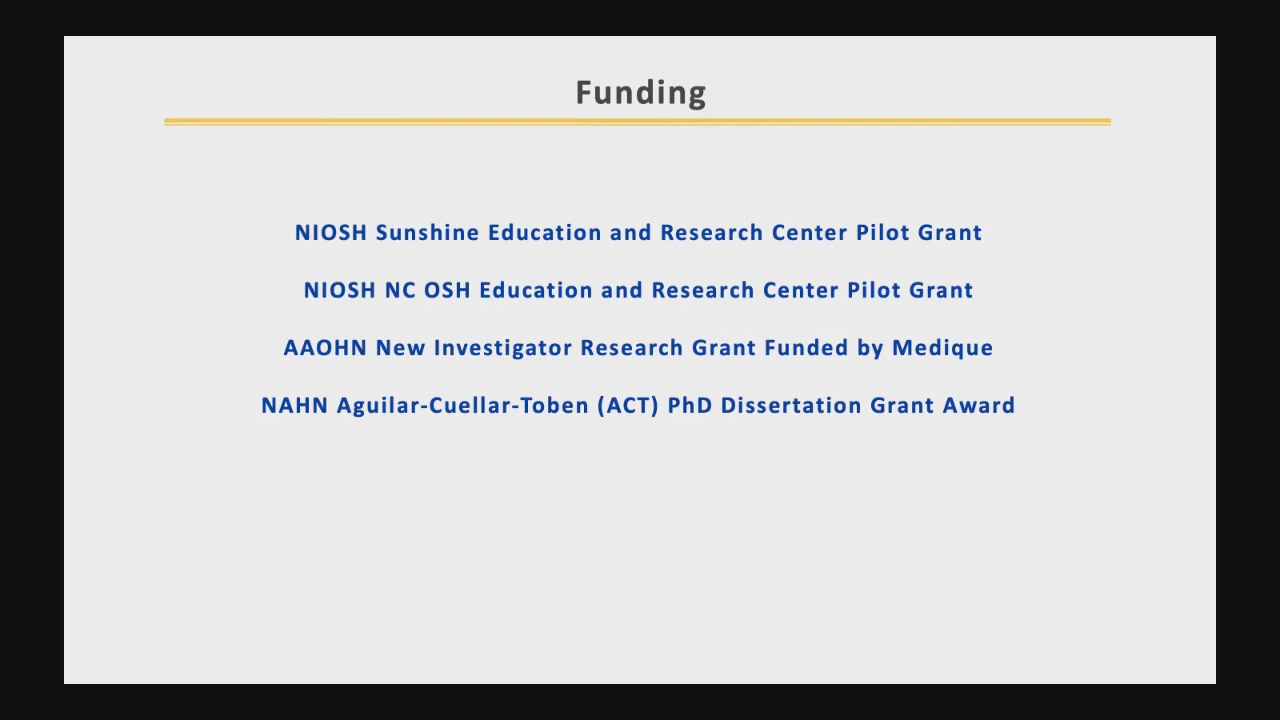 Funding
NIOSH Sunshine Education and Research Center Pilot Grant
NIOSH NC OSH Education and Research Center Pilot Grant
AAOHN New Investigator Research Grant Funded by Medique
NAHN Aguilar-Cuellar-Toben (ACT) PhD Dissertation Grant Award